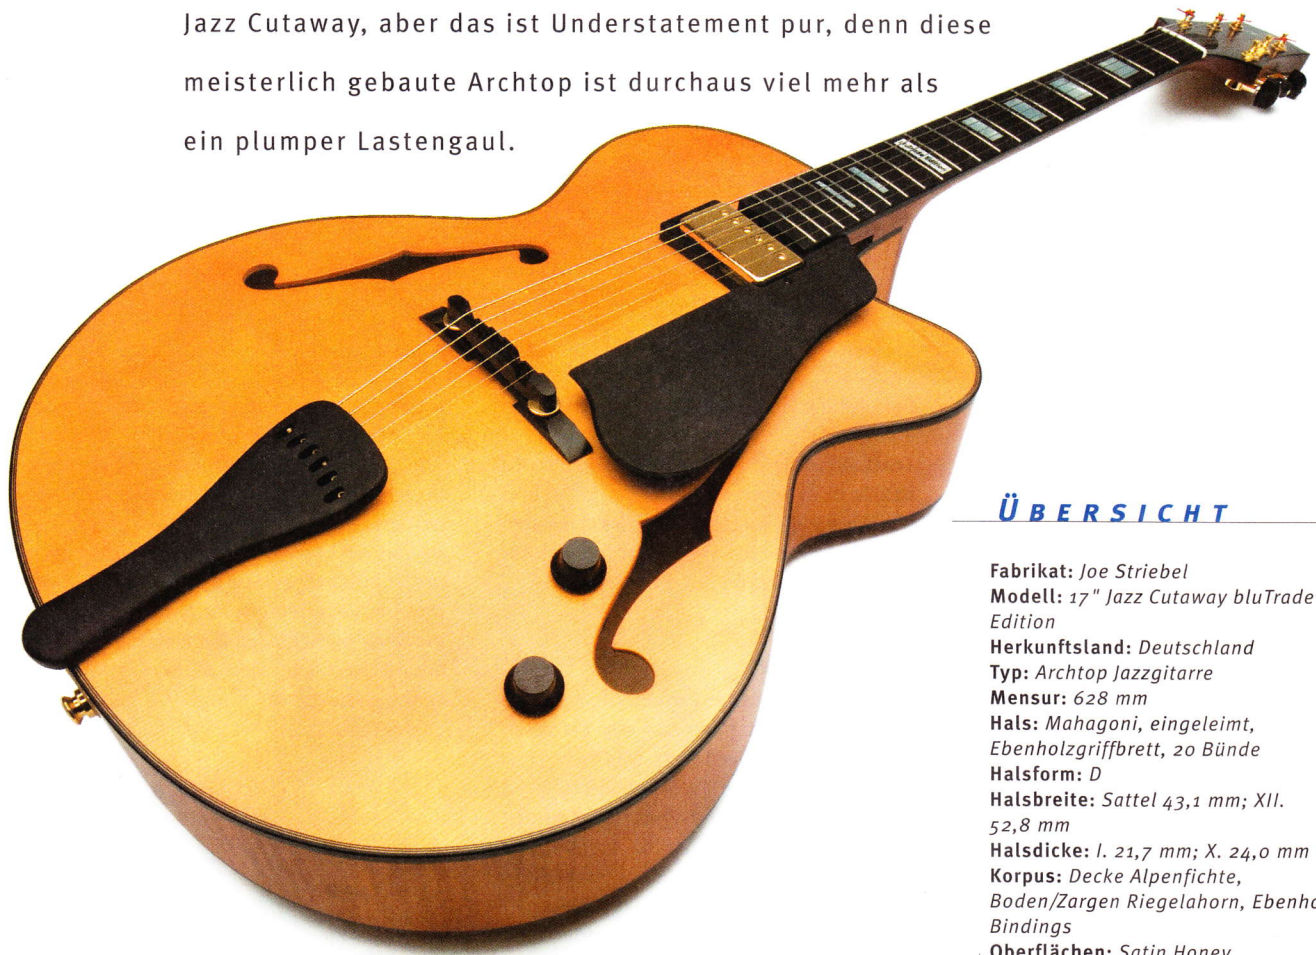 Jazz Cutaway, aber das ist Understatement pur, denn diese
meisterlich gebaute Archtop ist durchaus viel mehr als
ein plumper Lastengaul.
ÜBERSICHT
Fabrikat: Joe Striebel
Modell: 17" Jazz Cutaway bluTrade
Edition
Herkunftsland: Deutschland
Typ: Archtop Jazzgitarre
Mensur: 628 mm
Hals: Mahagoni, eingeleimt,
Ebenholzgriffbrett, 20 Bünde
Halsform: D
Halsbreite: Sattel 43,1 mm; XII.
52,8 mm
Halsdicke: I. 21,7 mm; X. 24,0 mm
Korpus: Decke Alpenfichte,
Boden/Zargen Riegelahorn, Ebenho
Bindings
Oberflächen: Satin Honey